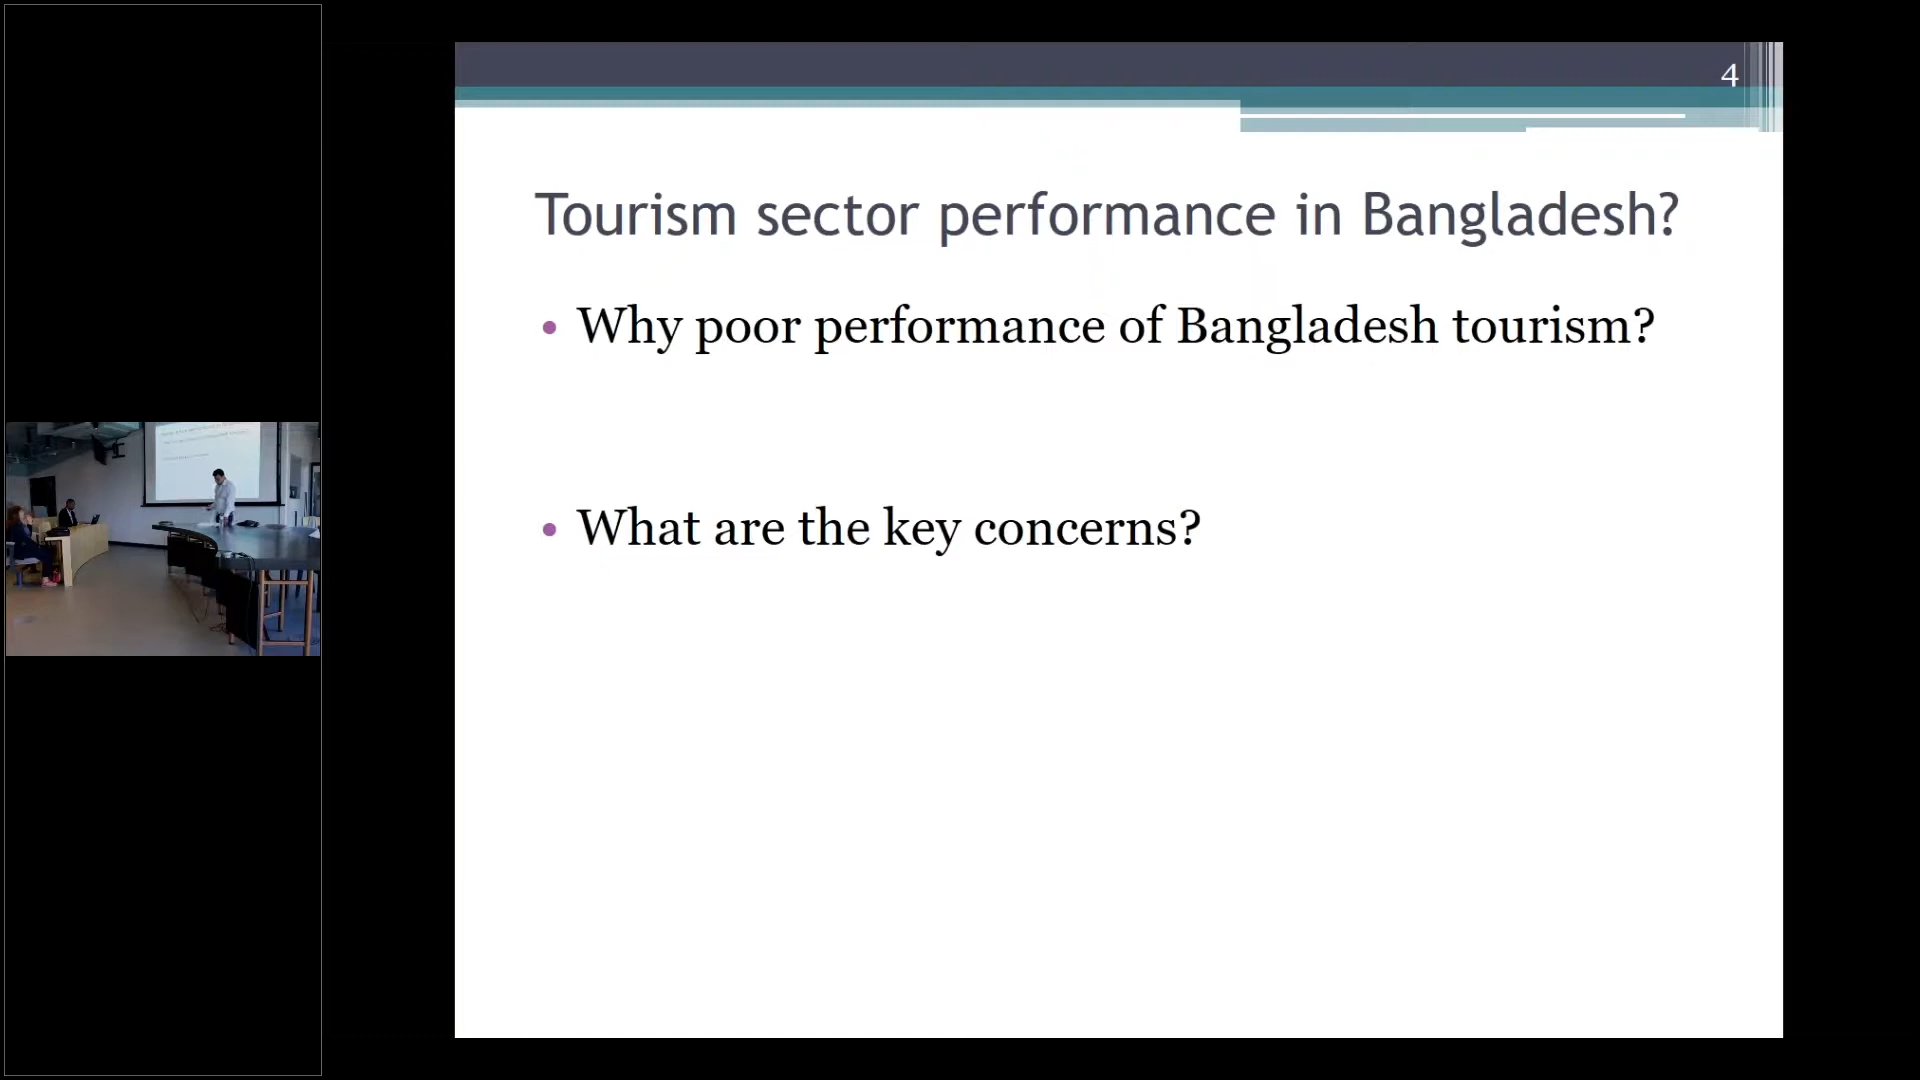 4
Tourism sector performance in Bangladesh?
• Why poor performance of Bangladesh tourism?
• What are the key concerns?